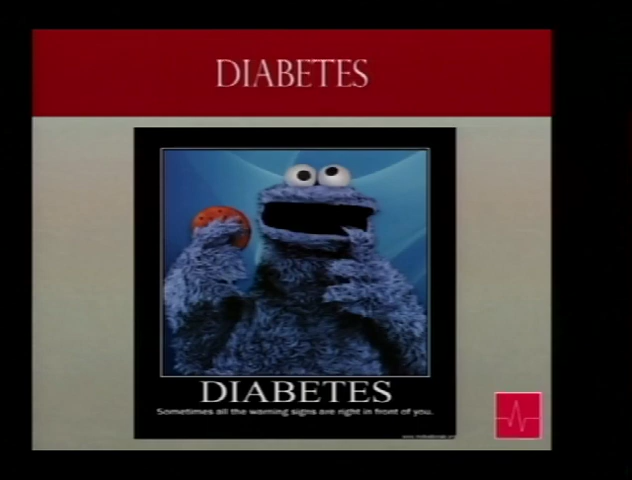 DIABETES
DIABETES
Sometimes all the warning signs are right in front of you.